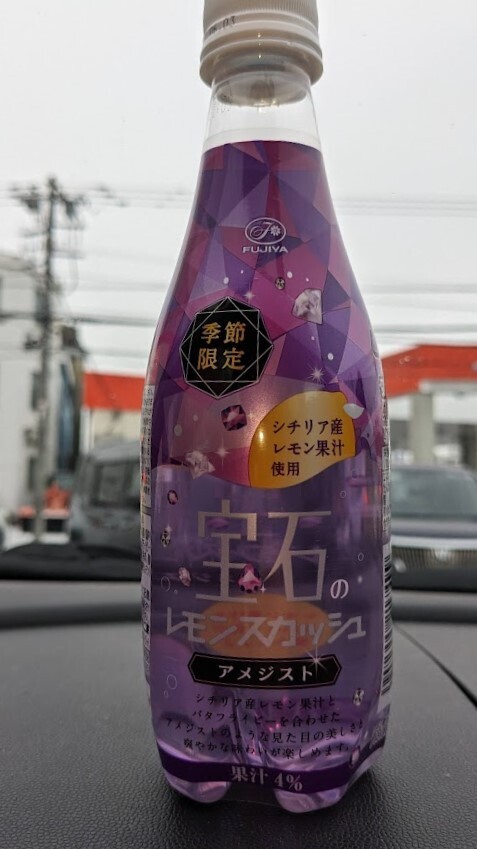 FUJIYA
季節
限定
シチリア産
レモン果汁
使用
宝石の
レモンスカッシュ
アメジスト
シチリア産レモン果汁と
バタフライピーを合わせた
アメジストのような見た目の美しさと
爽やかな味わいが楽しめます。
果汁4%